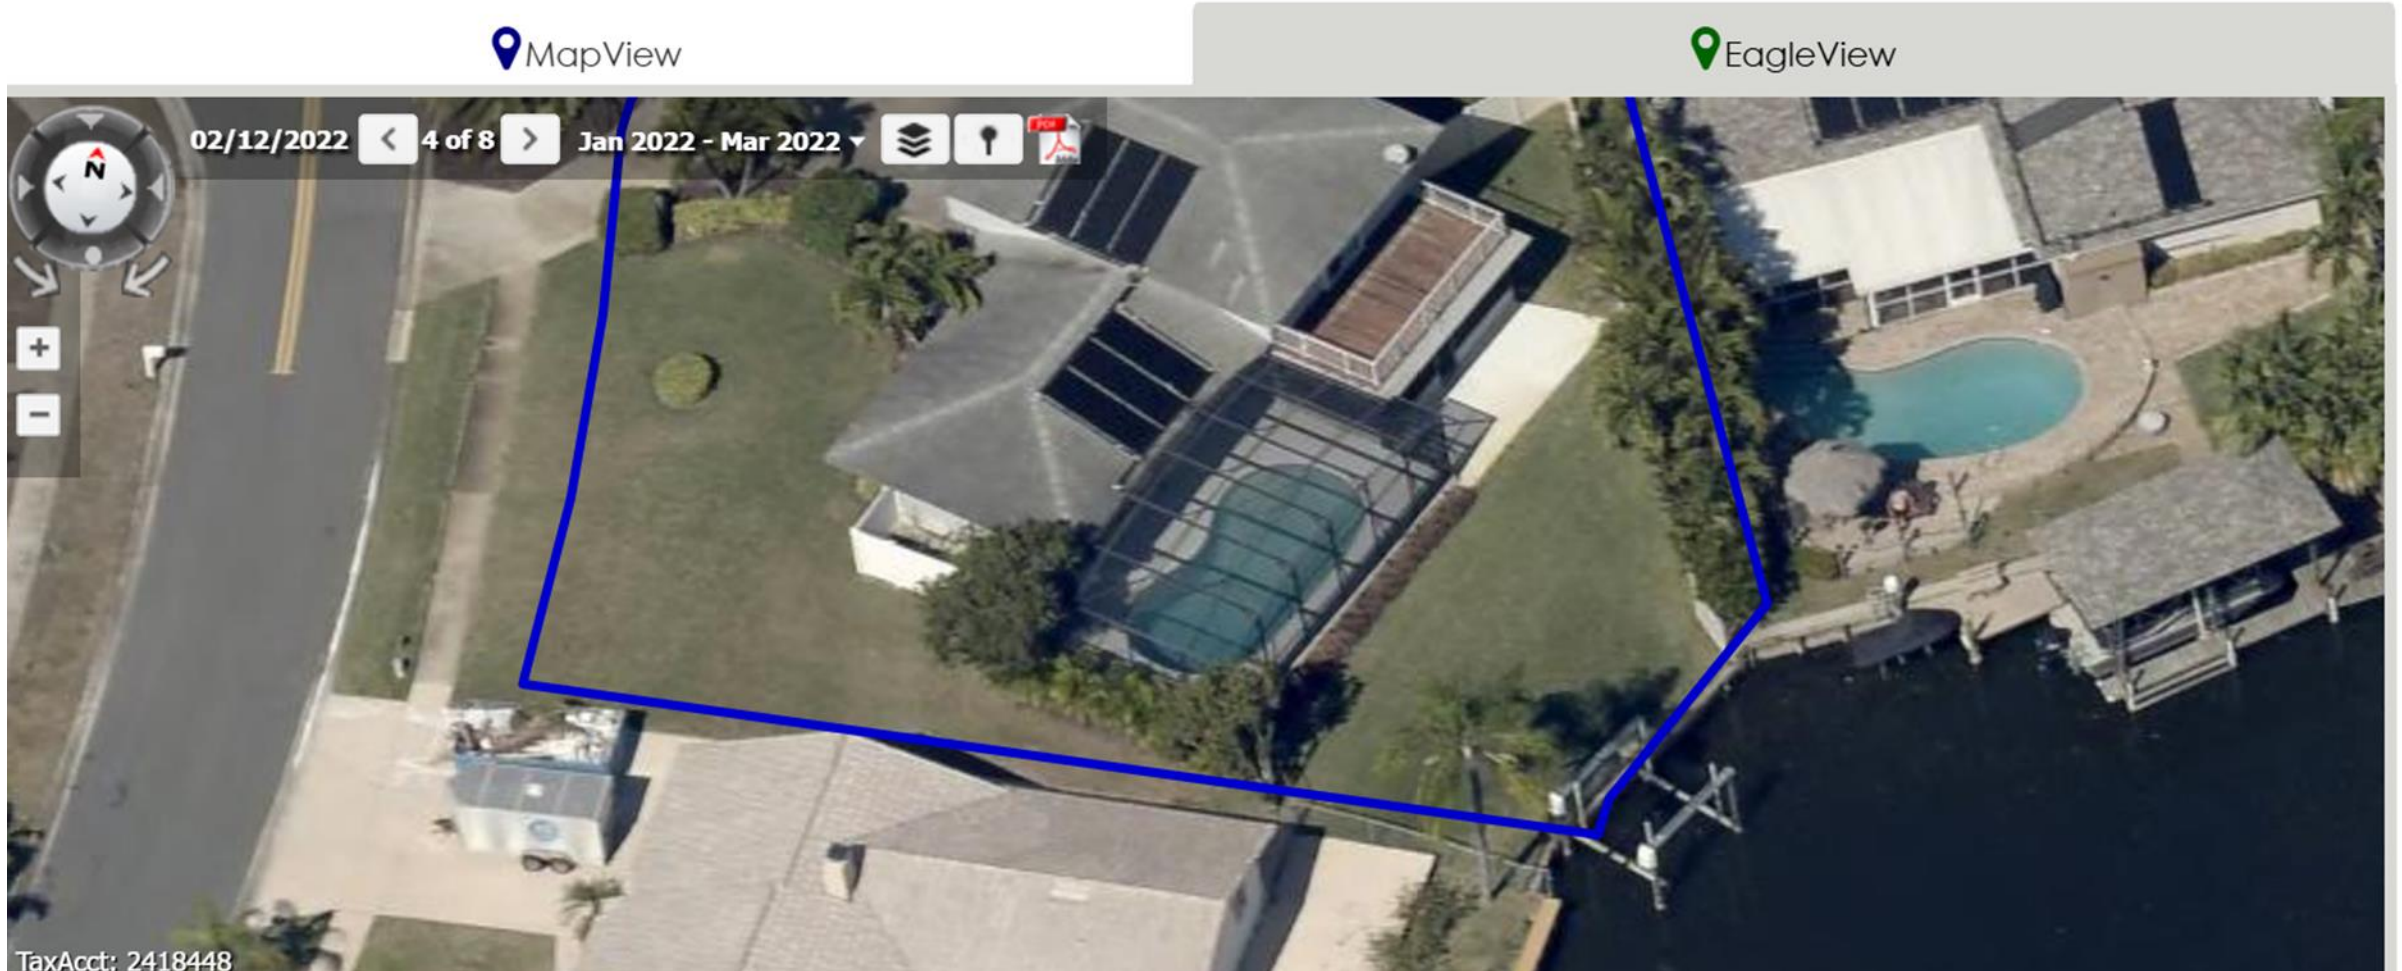 MapView
EagleView
02/12/2022
4 of 8
Jan 2022 - Mar 2022
PDF
N
TaxAcct: 2418448